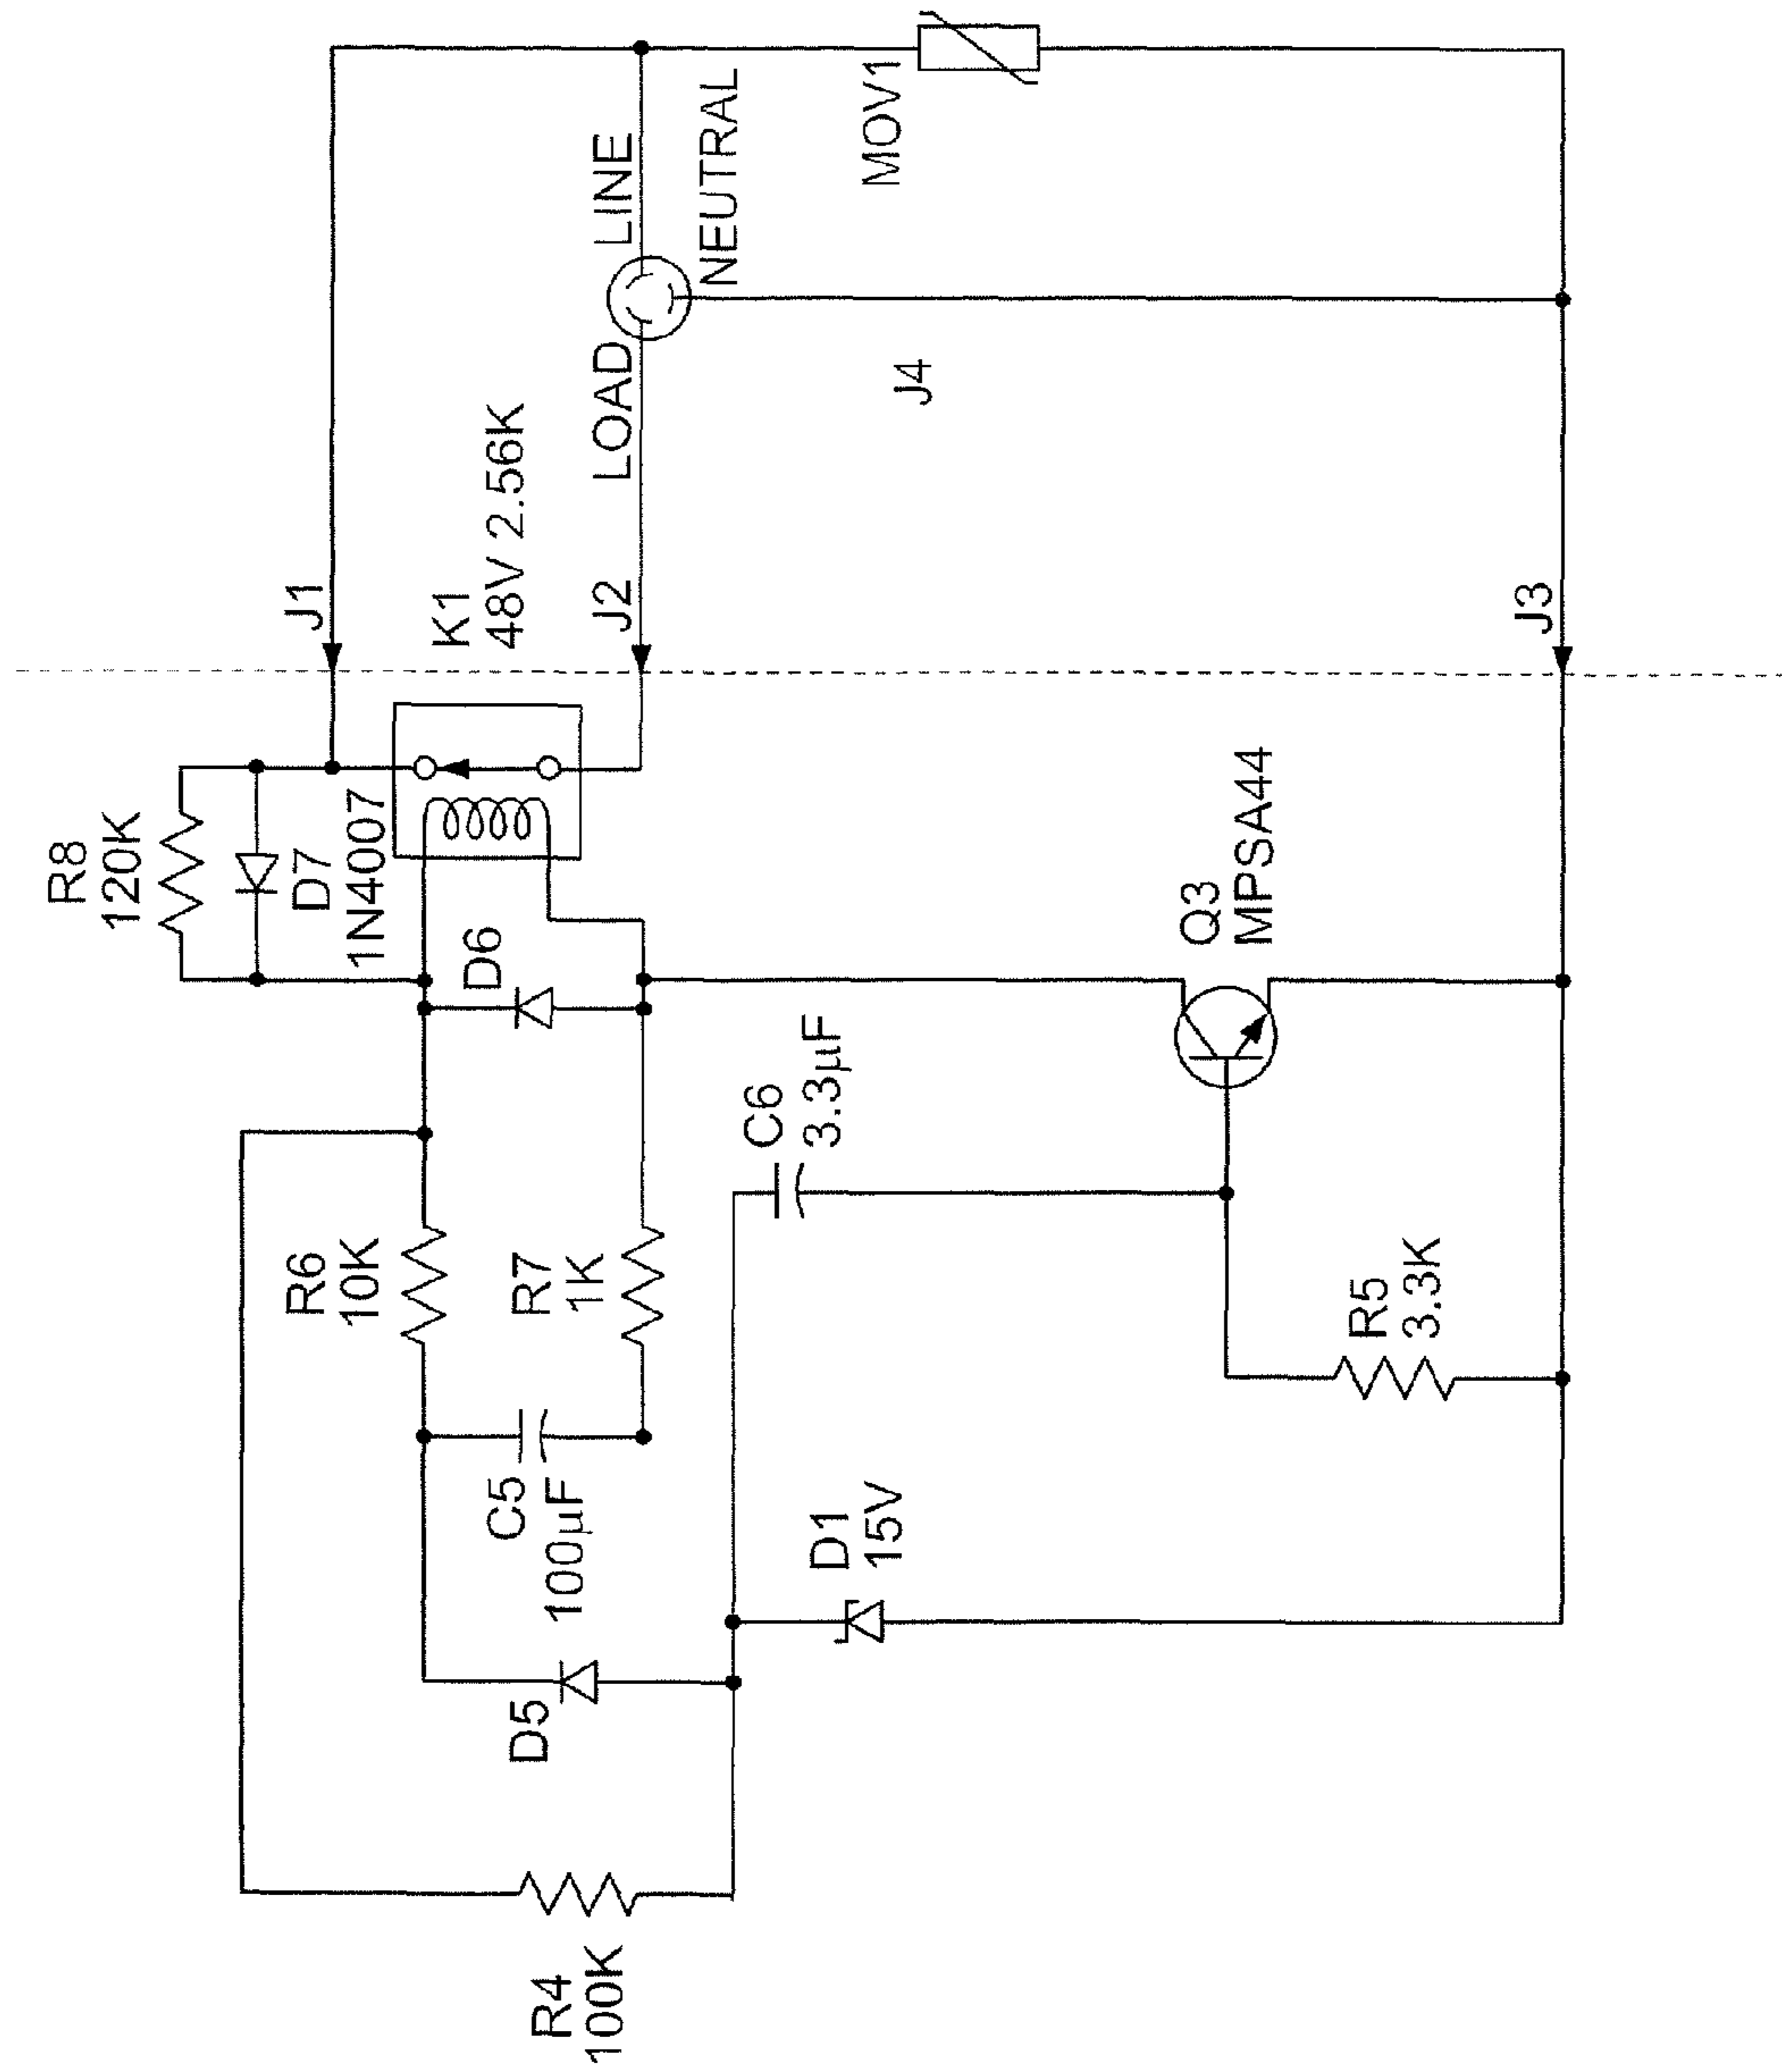 R4
100K
D5
D1
15V
C5
100µF
R6
10K
R7
1K
R5
3.3K
C6
3.3µF
R8
120K
D7
1N4007
D6
Q3
MPSA44
K1
48V 2.56K
J1
J2
J3
LOAD
LINE
NEUTRAL
J4
MOV1